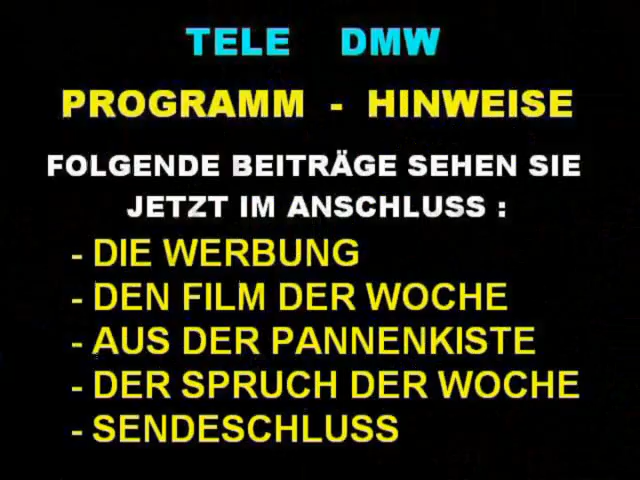 TELE DMW
PROGRAMM - HINWEISE
FOLGENDE BEITRÄGE SEHEN SIE
JETZT IM ANSCHLUSS :
- DIE WERBUNG
- DEN FILM DER WOCHE
- AUS DER PANNENKISTE
- DER SPRUCH DER WOCHE
- SENDESCHLUSS